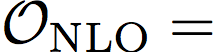 𝒪_NLO =